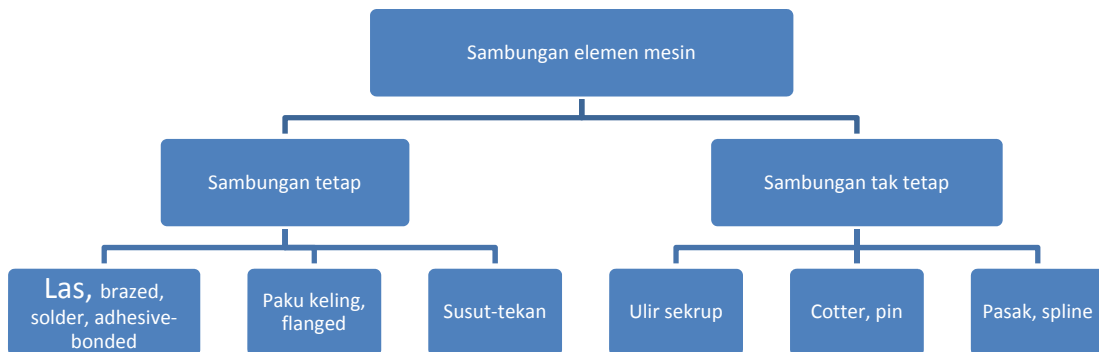 Sambungan elemen mesin
Sambungan tetap
Sambungan tak tetap
Las, brazed,
solder, adhesive-
bonded
Paku keling,
flanged
Susut-tekan
Ulir sekrup
Cotter, pin
Pasak, spline